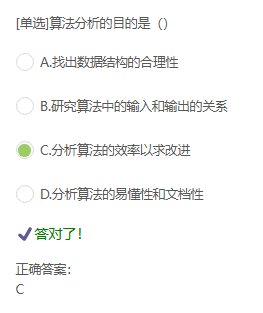 [单选]算法分析的目的是（）
A.找出数据结构的合理性
B.研究算法中的输入和输出的关系
C.分析算法的效率以求改进
D.分析算法的易懂性和文档性
答对了!
正确答案：
C